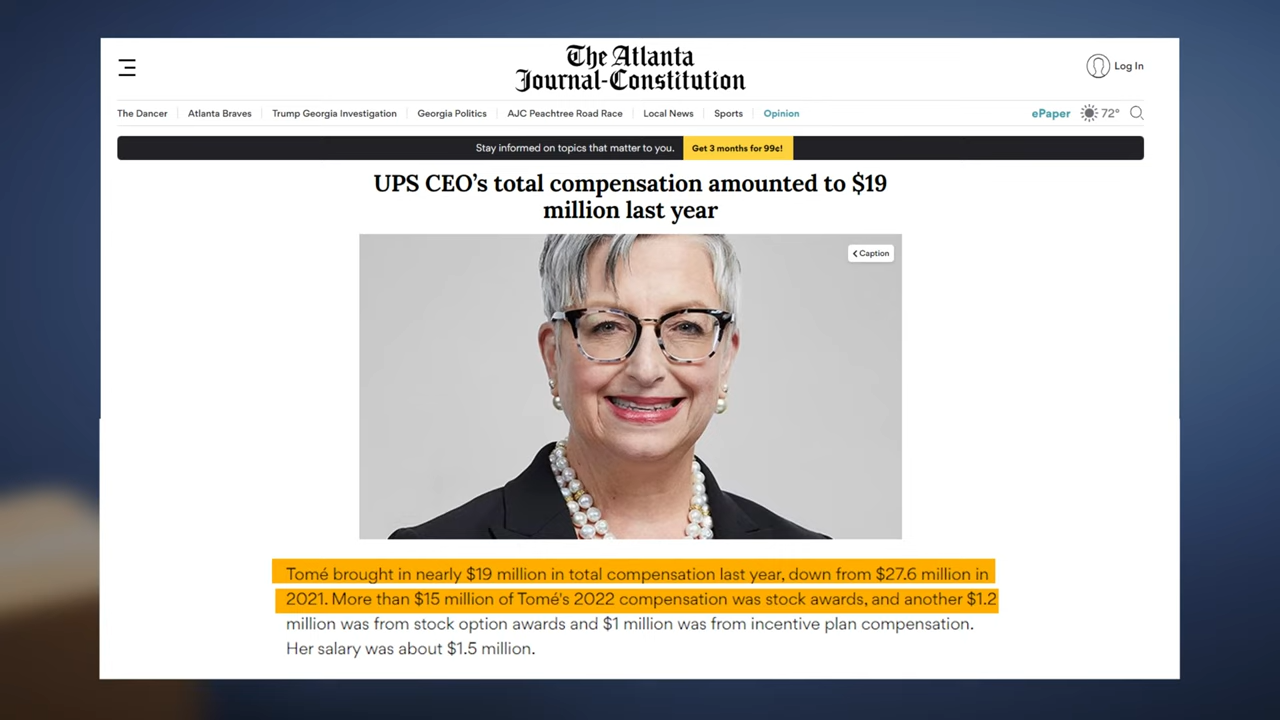 The Atlanta
Journal-Constitution
Log In
The Dancer
Atlanta Braves
Trump Georgia Investigation
Georgia Politics
AJC Peachtree Road Race
Local News
Sports
Opinion
ePaper
72°
Stay informed on topics that matter to you.
Get 3 months for 99¢!
UPS CEO’s total compensation amounted to $19
million last year
Caption
Tomé brought in nearly $19 million in total compensation last year, down from $27.6 million in
2021. More than $15 million of Tomé's 2022 compensation was stock awards, and another $1.2
million was from stock option awards and $1 million was from incentive plan compensation.
Her salary was about $1.5 million.